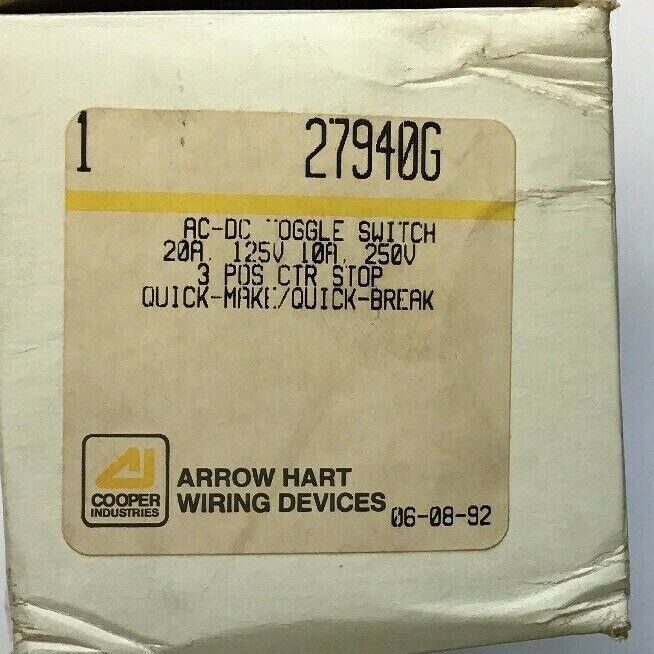 1 27940G
AC-DC TOGGLE SWITCH
20A, 125V 10A, 250V
3 POS CTR STOP
QUICK-MAKE/QUICK-BREAK
COOPER
INDUSTRIES
ARROW HART
WIRING DEVICES
06-08-92